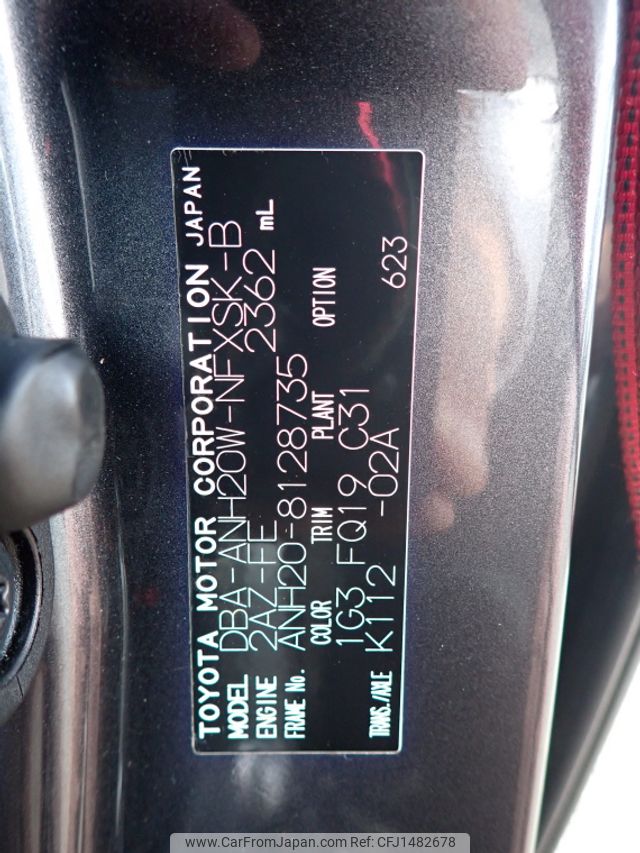 TOYOTA MOTOR CORPORATION JAPAN
MODEL DBA-ANH20W-NFXSK-B
ENGINE 2AZ-FE 2362 mL
FRAME No. ANH20-8128735
COLOR TRIM PLANT OPTION
1G3 FQ19 C31 623
TRANS./AXLE K112 -02A
www.CarFromJapan.com Ref:CFJ1482678